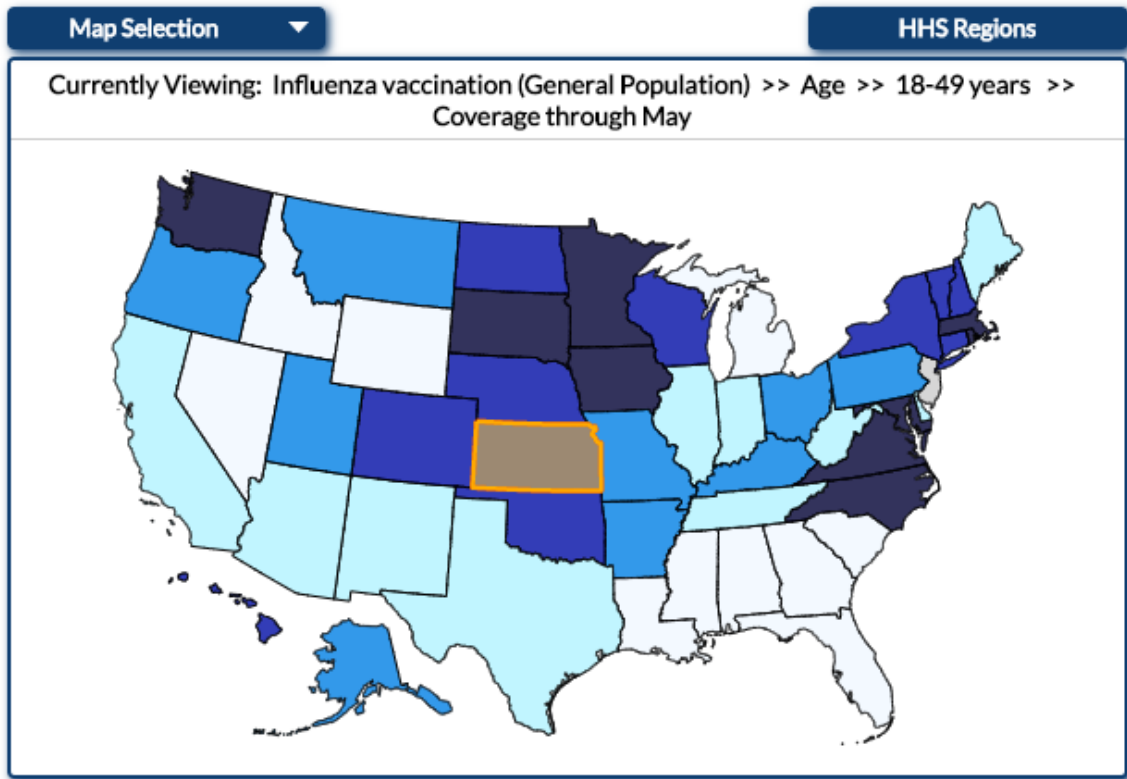 Map Selection
HHS Regions
Currently Viewing: Influenza vaccination (General Population) >> Age >> 18-49 years >>
Coverage through May